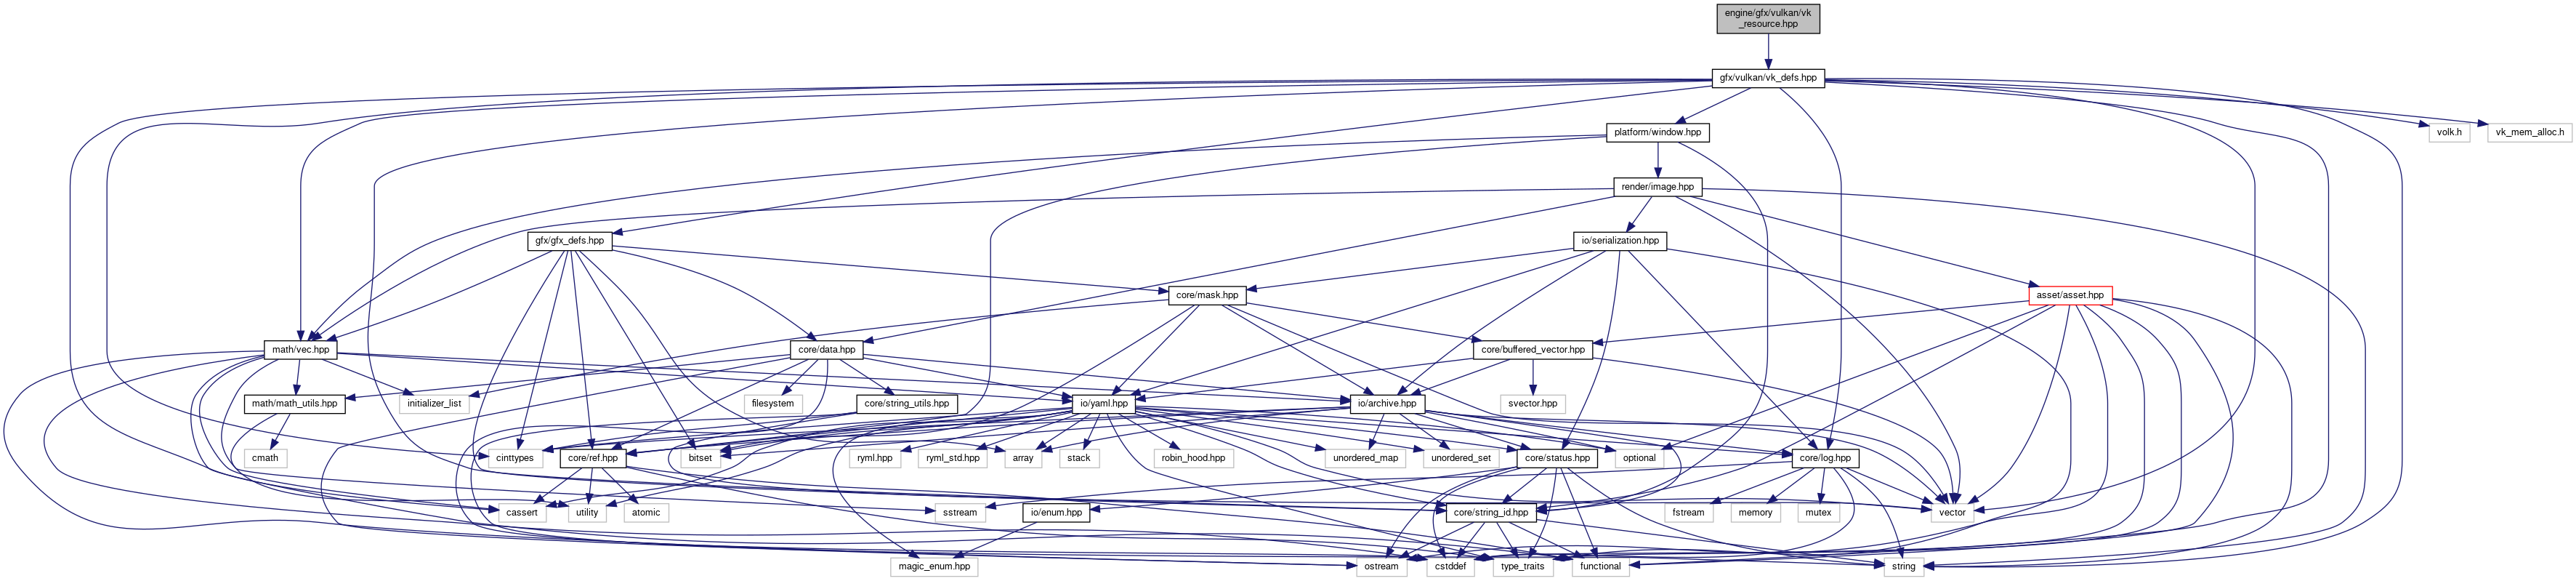 engine/gfx/vulkan/vk
_resource.hpp
gfx/vulkan/vk_defs.hpp
platform/window.hpp
volk.h
vk_mem_alloc.h
render/image.hpp
gfx/gfx_defs.hpp
io/serialization.hpp
core/mask.hpp
asset/asset.hpp
math/vec.hpp
core/data.hpp
core/buffered_vector.hpp
math/math_utils.hpp
initializer_list
filesystem
core/string_utils.hpp
io/yaml.hpp
io/archive.hpp
svector.hpp
cmath
cinttypes
core/ref.hpp
bitset
ryml.hpp
ryml_std.hpp
array
stack
robin_hood.hpp
unordered_map
core/status.hpp
unordered_set
optional
core/log.hpp
cassert
utility
atomic
sstream
io/enum.hpp
core/string_id.hpp
fstream
memory
mutex
vector
magic_enum.hpp
ostream
cstddef
type_traits
functional
string